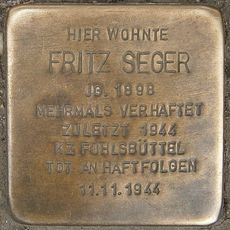 HIER WOHNTE
FRITZ SEGER
JG. 1898
MEHRMALS VERHAFTET
ZULETZT 1944
KZ FUHLSBÜTTEL
TOT AN HAFTFOLGEN
11.11.1944